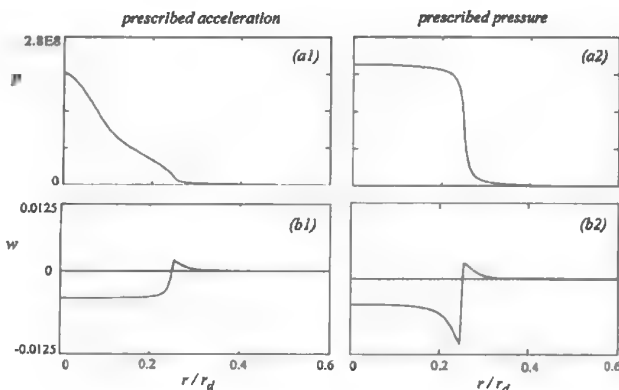 prescribed acceleration
prescribed pressure
2.8E8
(a1)
(a2)
0
0.0125
w
(b1)
(b2)
0
-0.0125
0 0.2 0.4 0.6
0 0.2 0.4 0.6
r/r_d
r/r_d